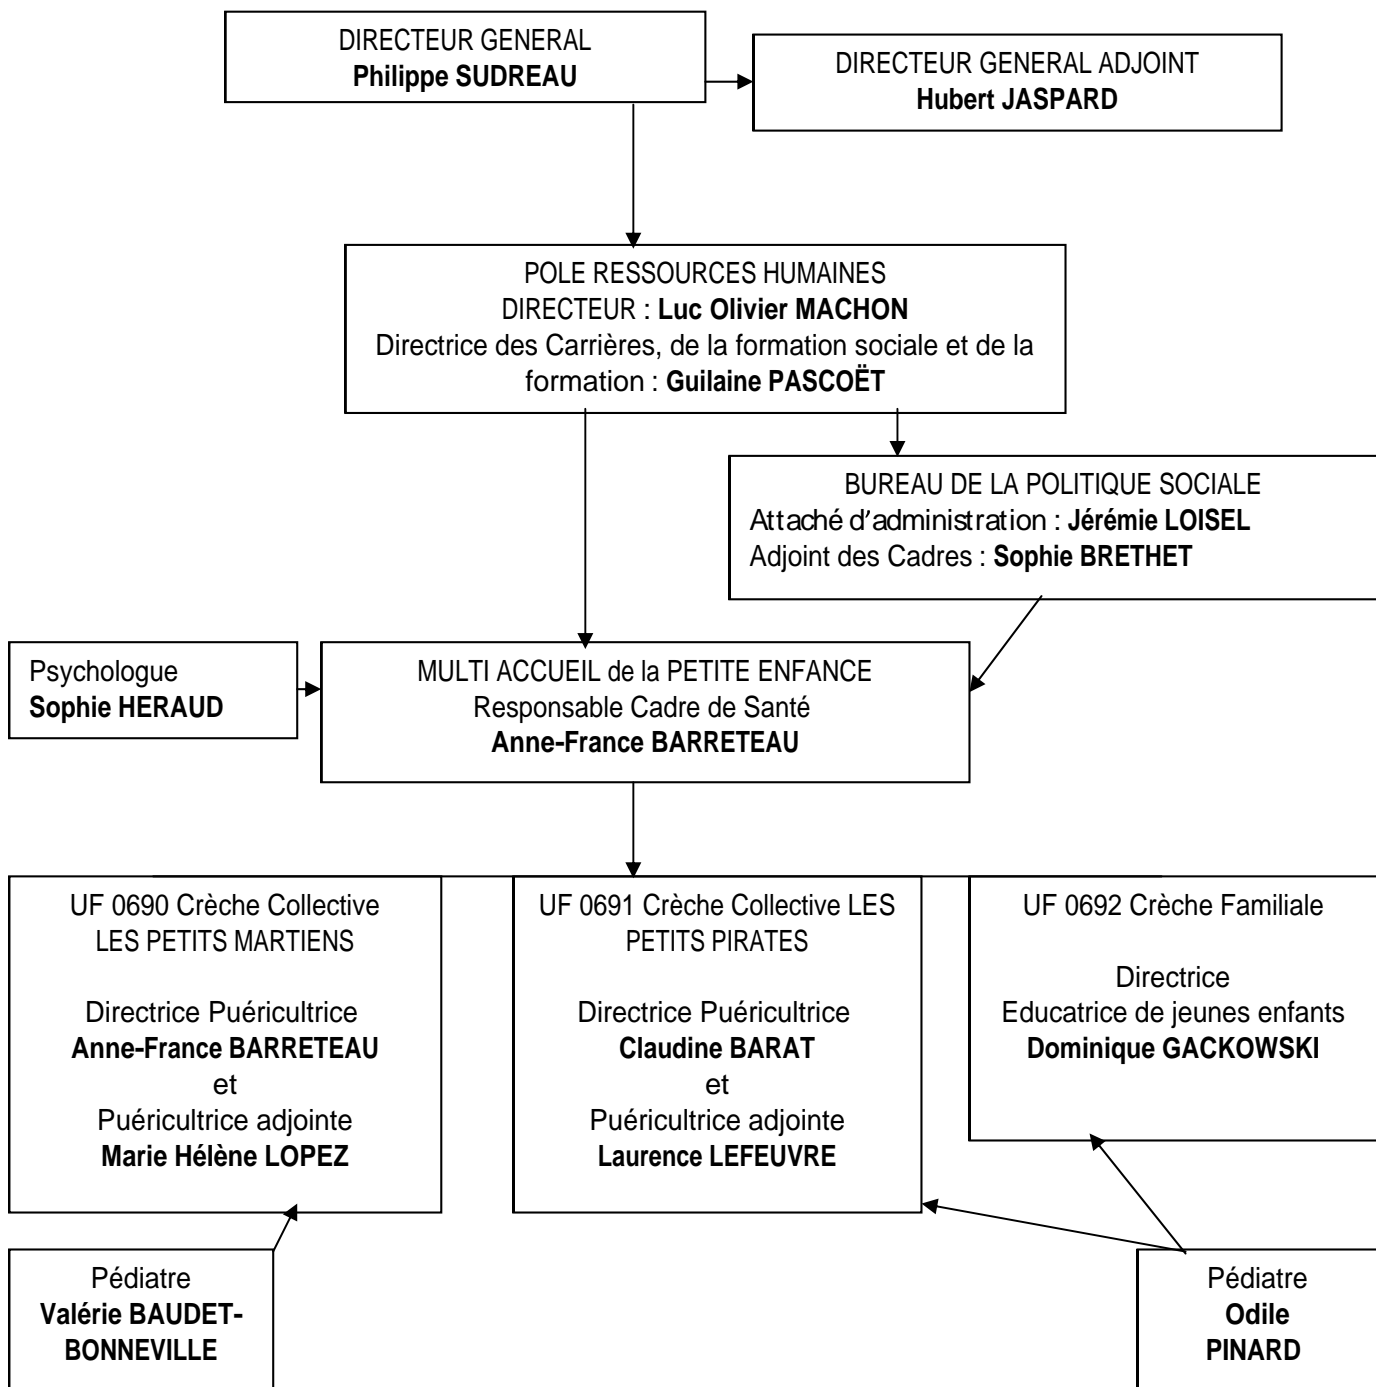 DIRECTEUR GENERAL
Philippe SUDREAU
DIRECTEUR GENERAL ADJOINT
Hubert JASPARD
POLE RESSOURCES HUMAINES
DIRECTEUR : Luc Olivier MACHON
Directrice des Carrières, de la formation sociale et de la
formation : Guilaine PASCOËT
BUREAU DE LA POLITIQUE SOCIALE
Attaché d’administration : Jérémie LOISEL
Adjoint des Cadres : Sophie BRETHET
Psychologue
Sophie HERAUD
MULTI ACCUEIL de la PETITE ENFANCE
Responsable Cadre de Santé
Anne-France BARRETEAU
UF 0690 Crèche Collective
LES PETITS MARTIENS
Directrice Puéricultrice
Anne-France BARRETEAU
et
Puéricultrice adjointe
Marie Hélène LOPEZ
UF 0691 Crèche Collective LES
PETITS PIRATES
Directrice Puéricultrice
Claudine BARAT
et
Puéricultrice adjointe
Laurence LEFEUVRE
UF 0692 Crèche Familiale
Directrice
Educatrice de jeunes enfants
Dominique GACKOWSKI
Pédiatre
Valérie BAUDET-
BONNEVILLE
Pédiatre
Odile
PINARD